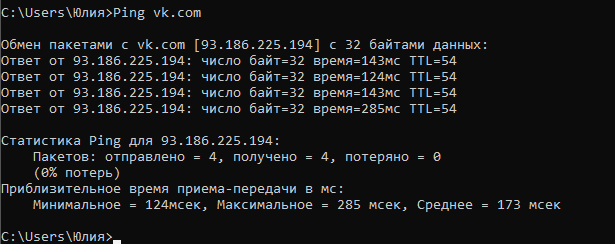 C:\Users\Юлия>Ping vk.com
Обмен пакетами с vk.com [93.186.225.194] с 32 байтами данных:
Ответ от 93.186.225.194: число байт=32 время=143мс TTL=54
Ответ от 93.186.225.194: число байт=32 время=124мс TTL=54
Ответ от 93.186.225.194: число байт=32 время=143мс TTL=54
Ответ от 93.186.225.194: число байт=32 время=285мс TTL=54
Статистика Ping для 93.186.225.194:
Пакетов: отправлено = 4, получено = 4, потеряно = 0
(0% потерь)
Приблизительное время приема-передачи в мс:
Минимальное = 124мсек, Максимальное = 285 мсек, Среднее = 173 мсек
C:\Users\Юлия>